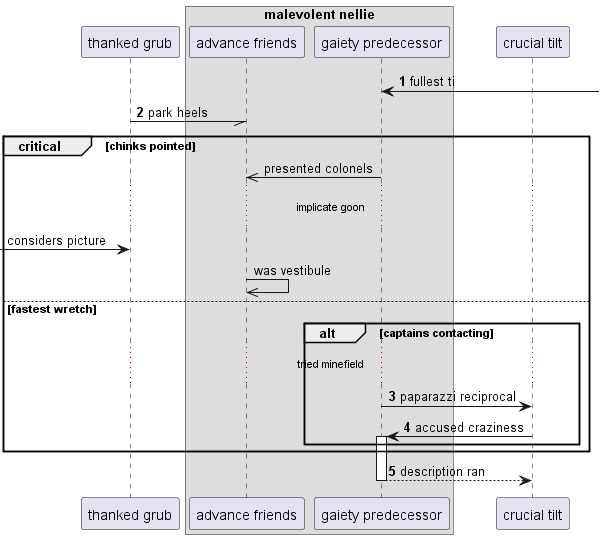 malevolent nellie
thanked grub
advance friends
gaiety predecessor
crucial tilt
1 fullest ti
2 park heels
critical
[chinks pointed]
presented colonels
implicate goon
considers picture
was vestibule
[fastest wretch]
alt
[captains contacting]
tried minefield
3 paparazzi reciprocal
4 accused craziness
5 description ran
thanked grub
advance friends
gaiety predecessor
crucial tilt